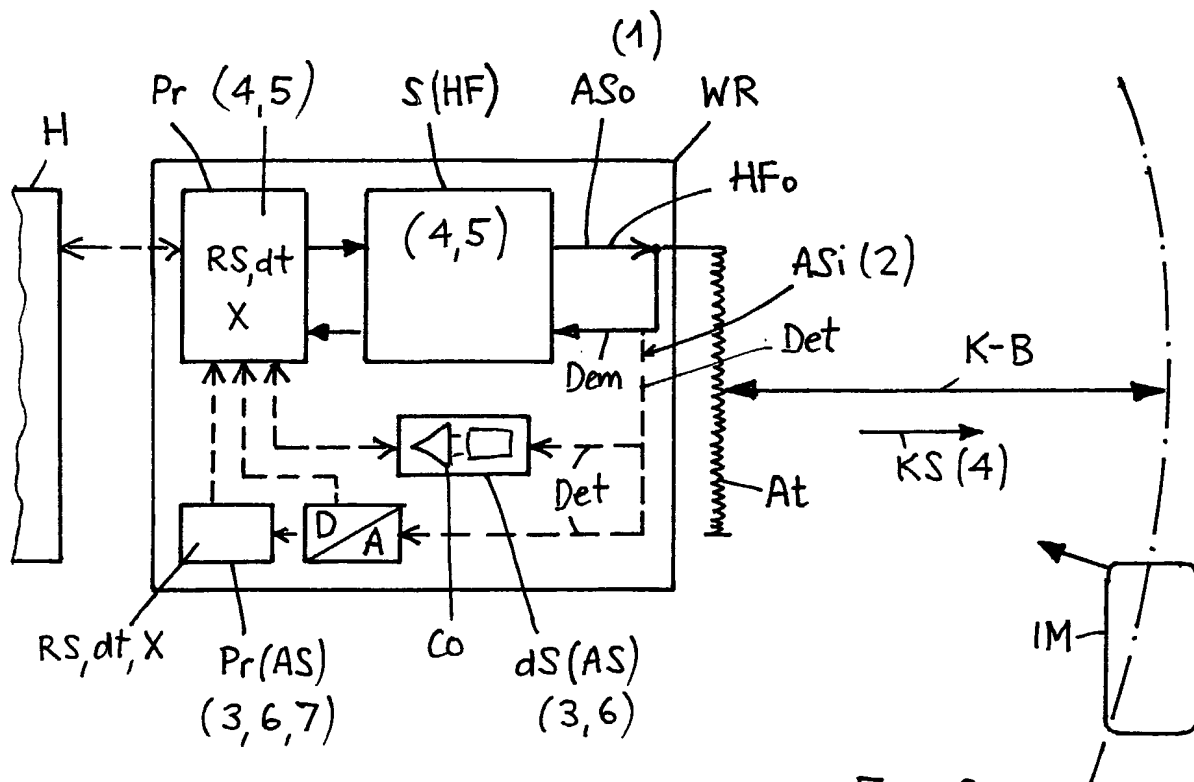 (1)
Pr (4,5) S(HF) ASo WR
H
HFo
(4,5)
RS,dt
X
ASi (2)
Det
Dem
K-B
KS (4)
Det
At
D
A
IM
RS,dt,X
Pr(AS)
(3,6,7)
Co
dS(AS)
(3,6)